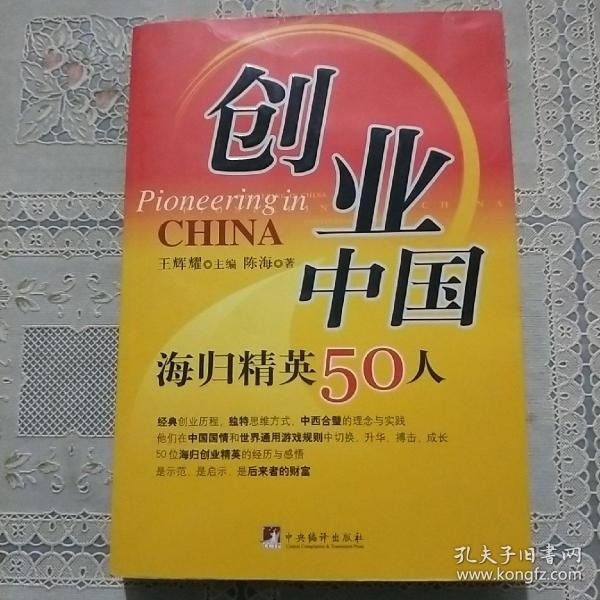 创业
Pioneering in
CHINA
中国
王辉耀 主编 陈海 著
海归精英50人
经典创业历程，独特思维方式，中西合璧的理念与实践
他们在中国国情和世界通用游戏规则中切换、升华、搏击、成长
50位海归创业精英的经历与感悟
是示范、是启示、是后来者的财富
中央编译出版社
Central Compilation & Translation Press
孔夫子旧书网
www.kongfz.com